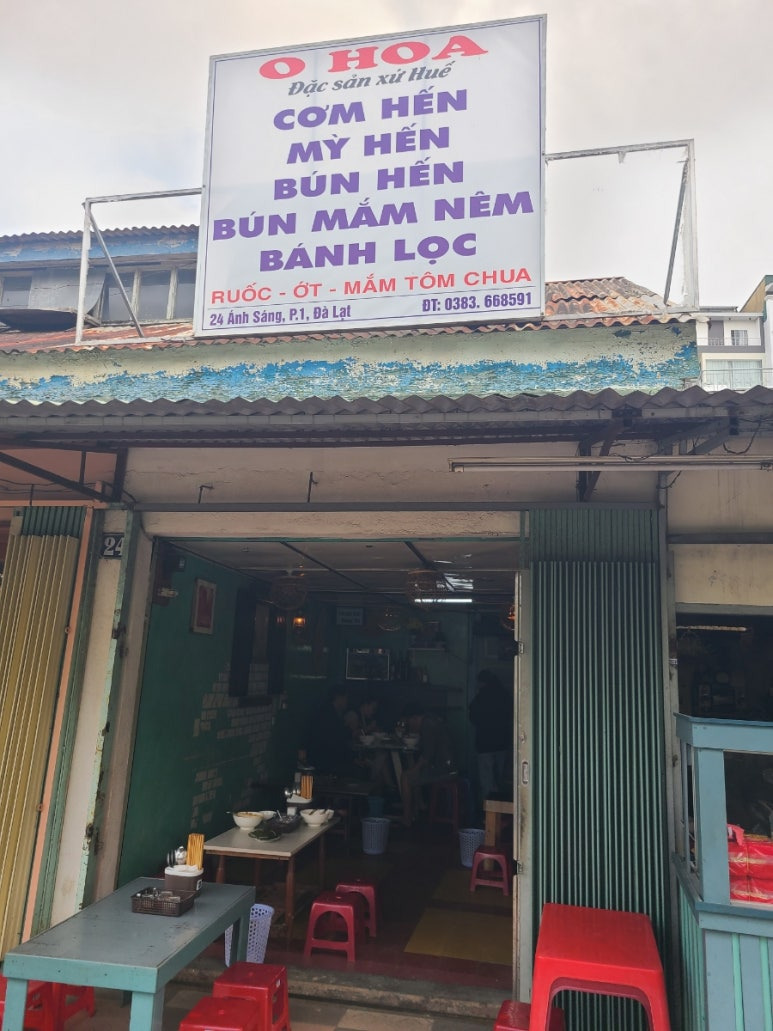 O HOA
Đặc sản xứ Huế
CƠM HẾN
MỲ HẾN
BÚN HẾN
BÚN MẮM NÊM
BÁNH LỌC
RUỐC - ỚT - MẮM TÔM CHUA
24 Ánh Sáng, P.1, Đà Lạt ĐT: 0383. 668591
24